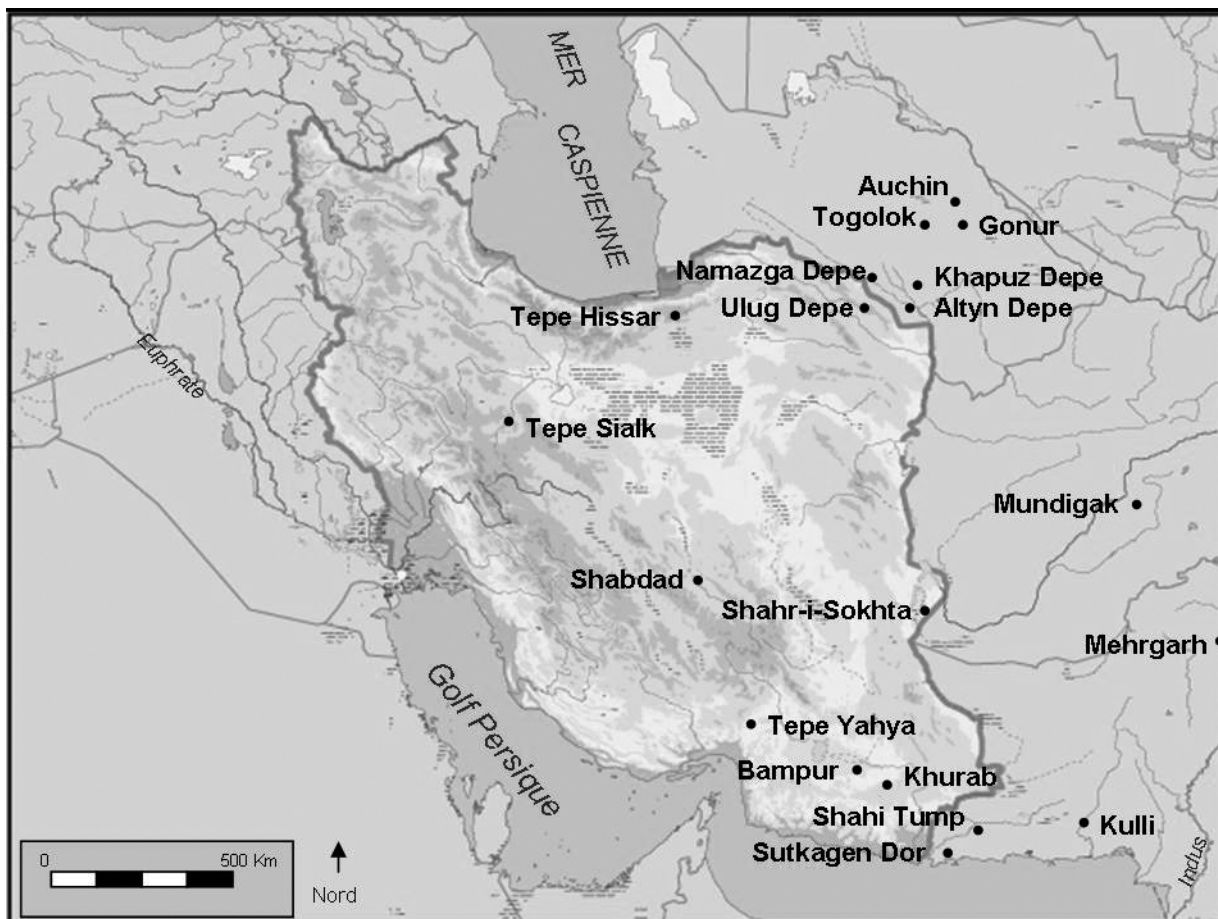 MER CASPIENNE
Auchin
Togolok
Gonur
Namazga Depe
Khapuz Depe
Ulug Depe
Altyn Depe
Tepe Hissar
Euphrate
Tepe Sialk
Mundigak
Shabdad
Shahr-i-Sokhta
Mehrgarh
Golf Persique
Tepe Yahya
Bampur
Khurab
Shahi Tump
Kulli
Sutkagen Dor
Indus
0
500 Km
Nord